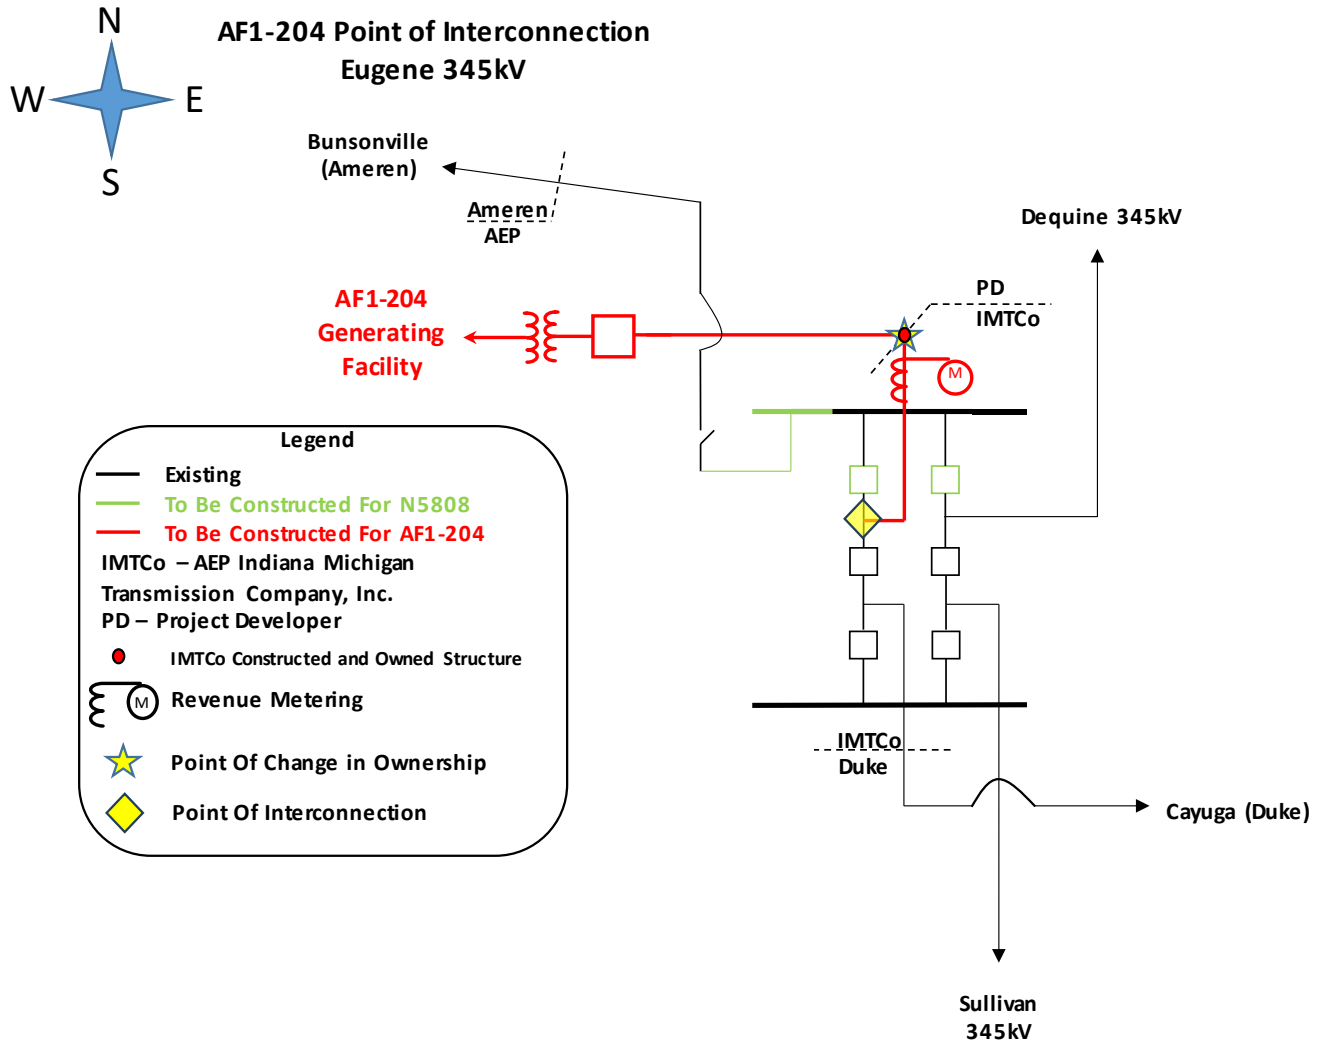 N
W
E
S
AF1-204 Point of Interconnection
Eugene 345kV
Bunsonville
(Ameren)
Ameren
AEP
Dequine 345kV
PD
IMTCo
AF1-204
Generating
Facility
M
Legend
Existing
To Be Constructed For N5808
To Be Constructed For AF1-204
IMTCo – AEP Indiana Michigan
Transmission Company, Inc.
PD – Project Developer
IMTCo Constructed and Owned Structure
M
Revenue Metering
Point Of Change in Ownership
Point Of Interconnection
IMTCo
Duke
Cayuga (Duke)
Sullivan
345kV